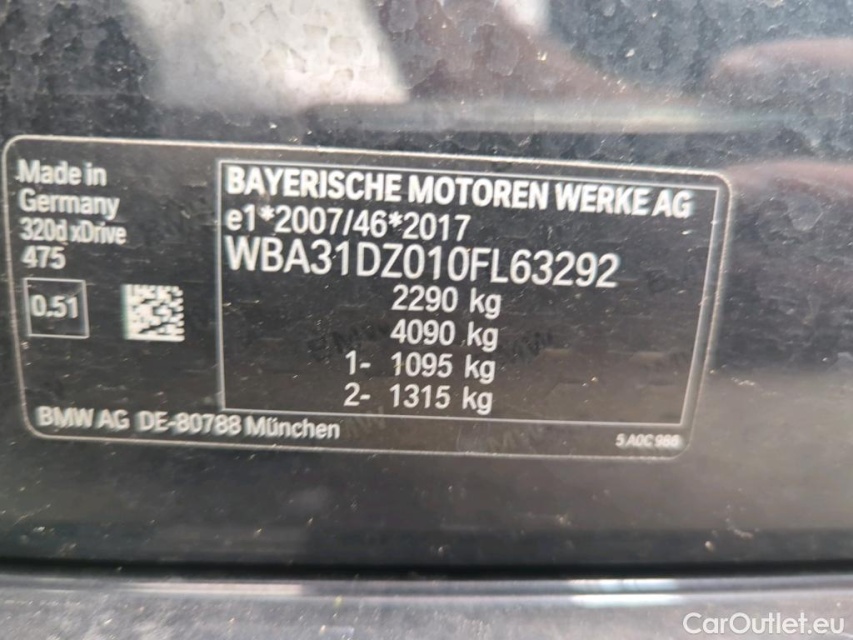 Made in
Germany
320d xDrive
475
0.51
BAYERISCHE MOTOREN WERKE AG
e1*2007/46*2017
WBA31DZ010FL63292
2290 kg
4090 kg
1- 1095 kg
2- 1315 kg
BMW AG DE-80788 München
5 A0C 986
CarOutlet.eu